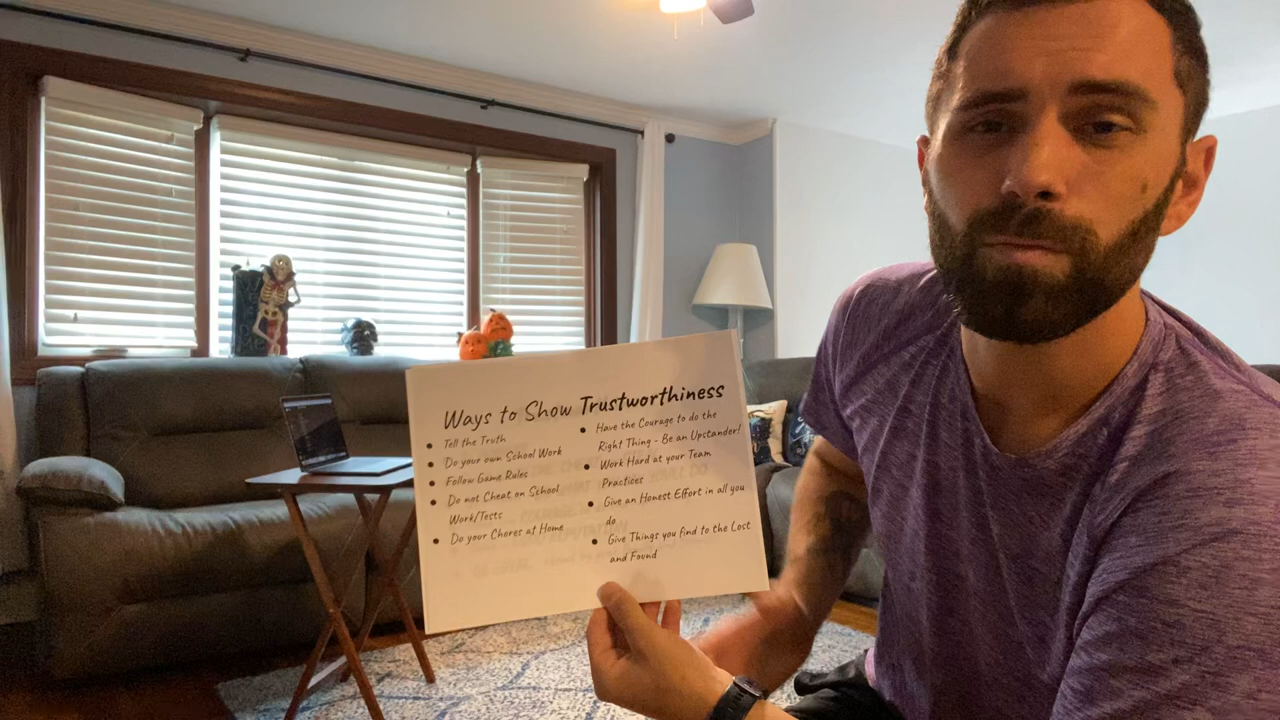 Ways to Show Trustworthiness
• Tell the Truth
• Do your own School Work
• Follow Game Rules
• Do not Cheat on School
Work/Tests
• Do your Chores at Home
• Have the Courage to do the
Right Thing - Be an Upstander!
• Work Hard at your Team
Practices
• Give an Honest Effort in all you
do
• Give Things you find to the Lost
and Found